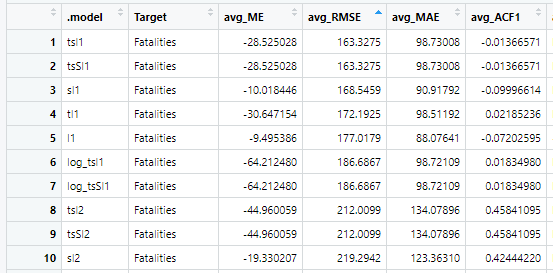 .model Target avg_ME avg_RMSE avg_MAE avg_ACF1
1 tsl1 Fatalities -28.525028 163.3275 98.73008 -0.01366571
2 tsSl1 Fatalities -28.525028 163.3275 98.73008 -0.01366571
3 sl1 Fatalities -10.018446 168.5459 90.91792 -0.09996614
4 tl1 Fatalities -30.647154 172.1925 98.51192 0.02185236
5 l1 Fatalities -9.495386 177.0179 88.07641 -0.07202595
6 log_tsl1 Fatalities -64.212480 186.6867 98.72109 0.01834980
7 log_tsSl1 Fatalities -64.212480 186.6867 98.72109 0.01834980
8 tsl2 Fatalities -44.960059 212.0099 134.07896 0.45841095
9 tsSl2 Fatalities -44.960059 212.0099 134.07896 0.45841095
10 sl2 Fatalities -19.330207 219.2942 123.36310 0.42444220